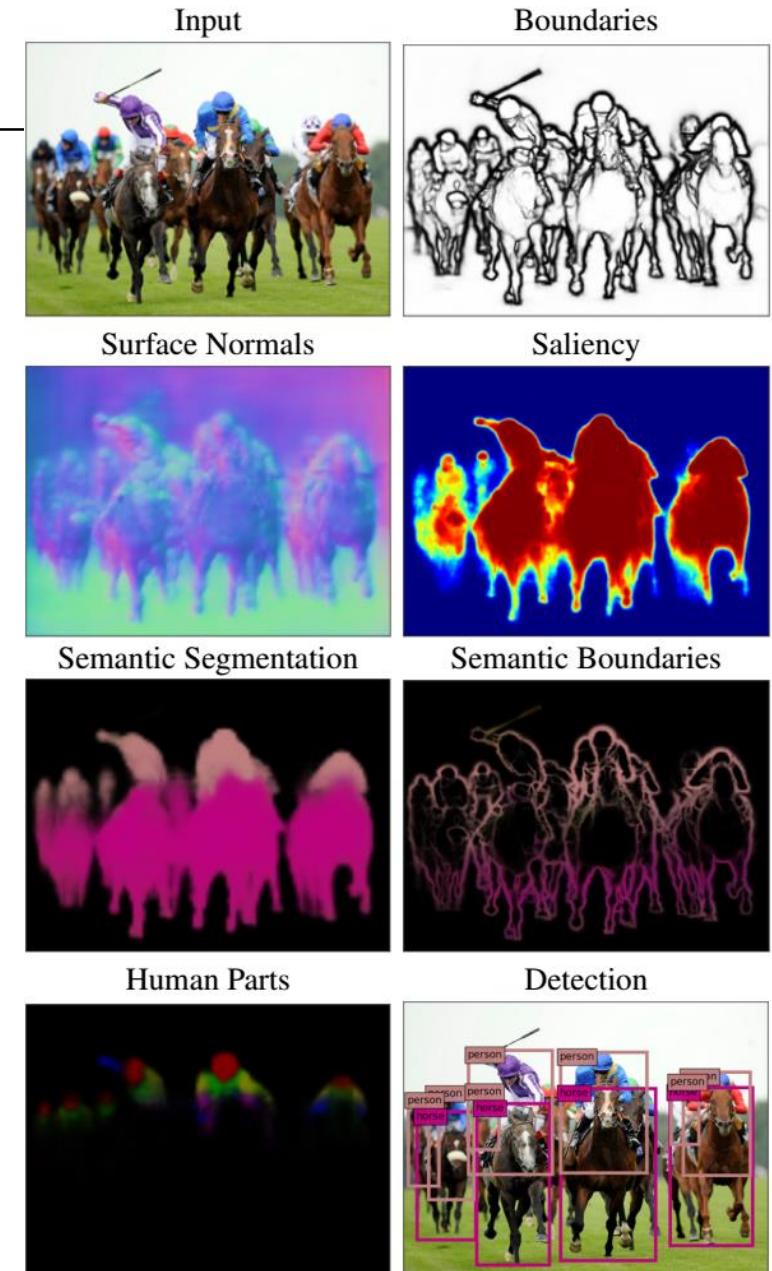 Input
Boundaries
Surface Normals
Saliency
Semantic Segmentation
Semantic Boundaries
Human Parts
Detection
person
person
person
person
person
horse
horse
horse